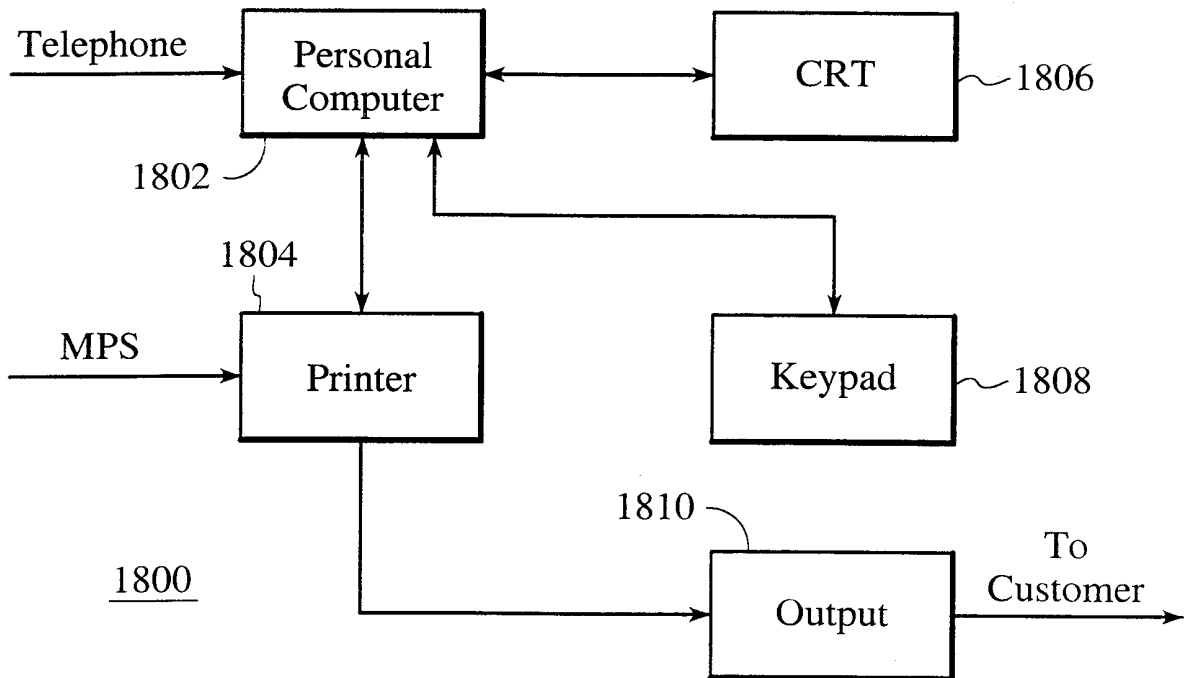 Telephone
Personal
Computer
CRT
1806
1802
1804
MPS
Printer
Keypad
1808
1810
To
Customer
1800
Output